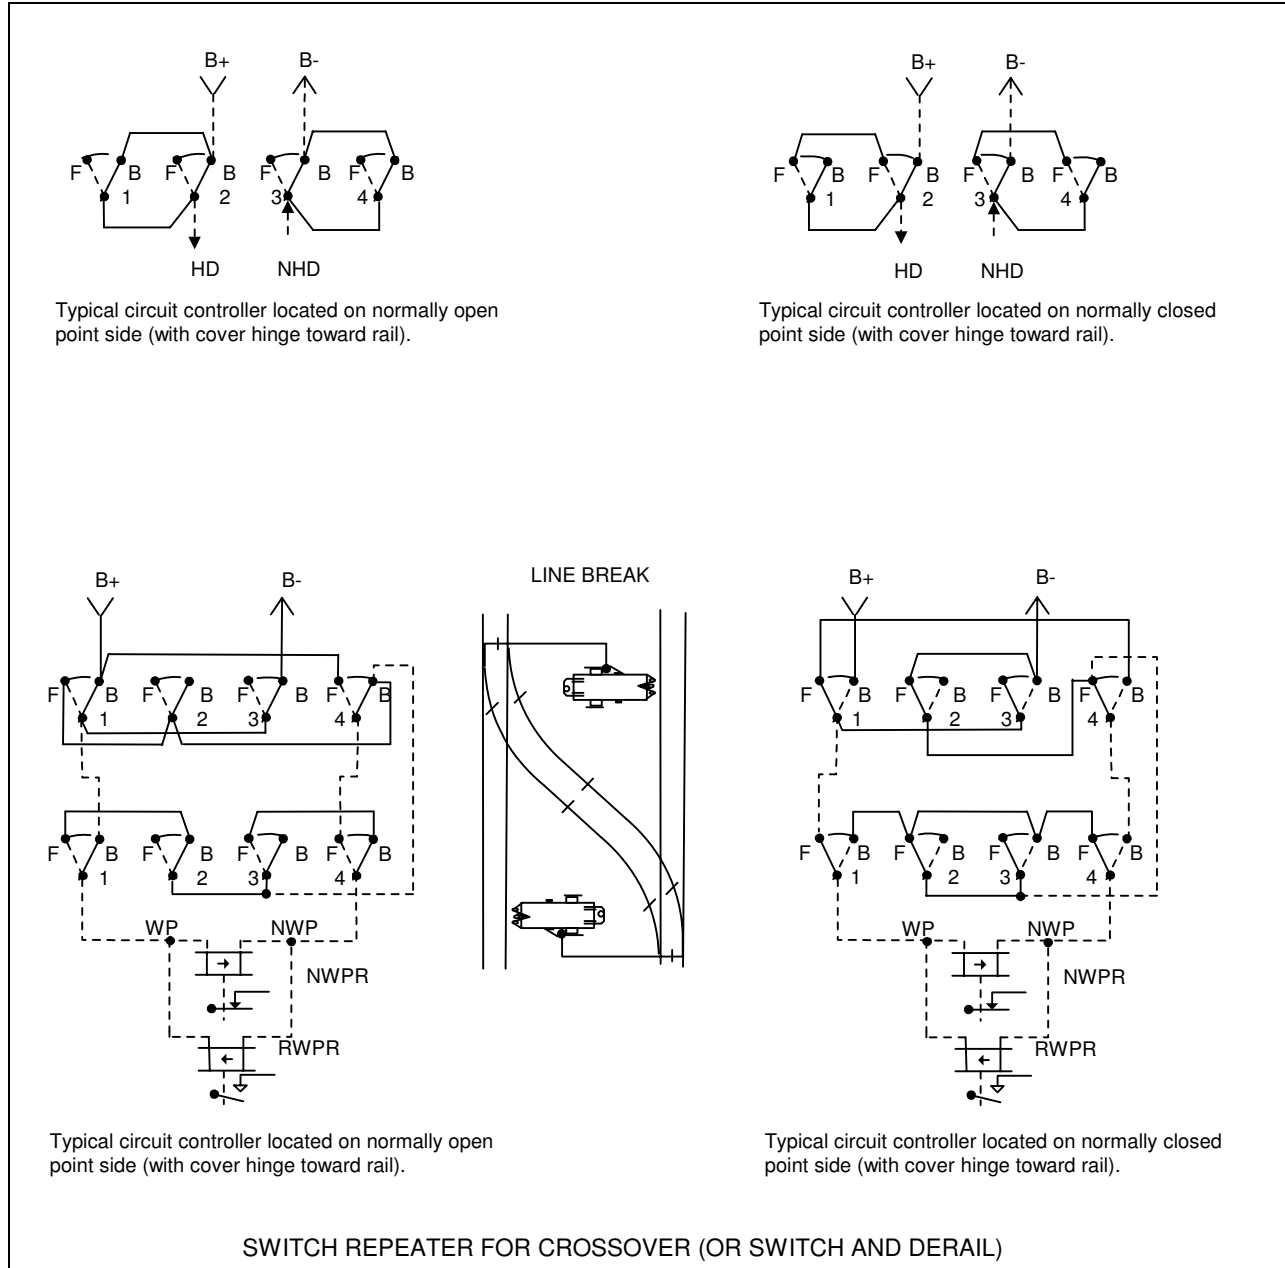 B+ B- B+ B-
F B F B F B F B F B F B F B F B
1 2 3 4 1 2 3 4
HD NHD HD NHD
Typical circuit controller located on normally open
point side (with cover hinge toward rail).
Typical circuit controller located on normally closed
point side (with cover hinge toward rail).
LINE BREAK
B+ B- B+ B-
F B F B F B F B F B F B F B F B
1 2 3 4 1 2 3 4
F B F B F B F B F B F B F B F B
1 2 3 4 1 2 3 4
WP NWP WP NWP
NWPR NWPR
RWPR RWPR
Typical circuit controller located on normally open
point side (with cover hinge toward rail).
Typical circuit controller located on normally closed
point side (with cover hinge toward rail).
SWITCH REPEATER FOR CROSSOVER (OR SWITCH AND DERAIL)